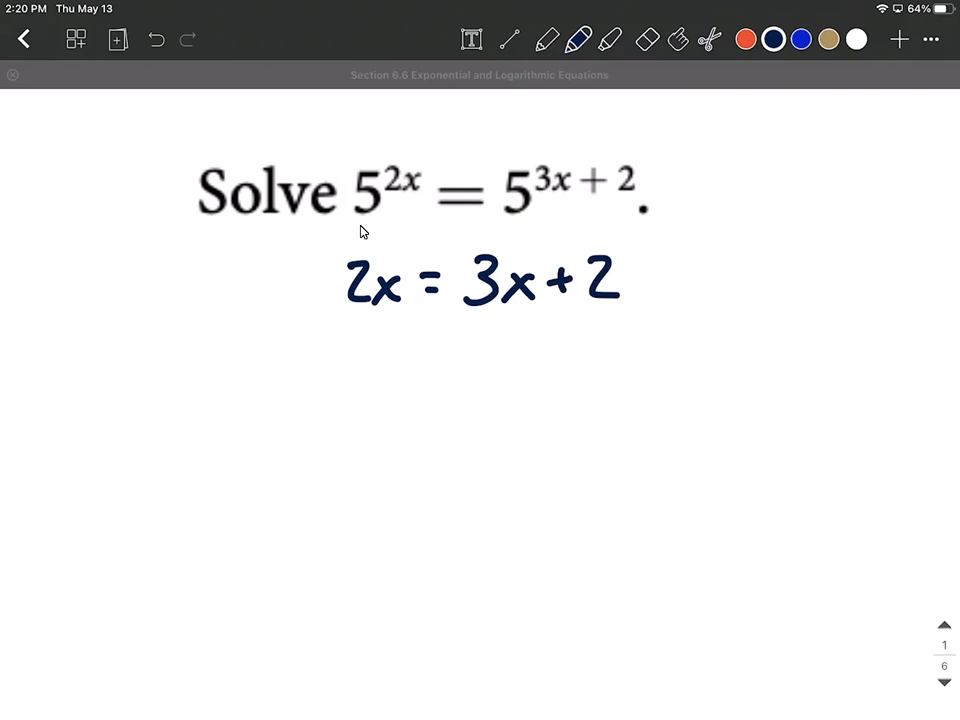 2:20 PM Thu May 13 64%
Section 6.6 Exponential and Logarithmic Equations
Solve 5^{2x} = 5^{3x + 2}.
2x = 3x + 2
1
6